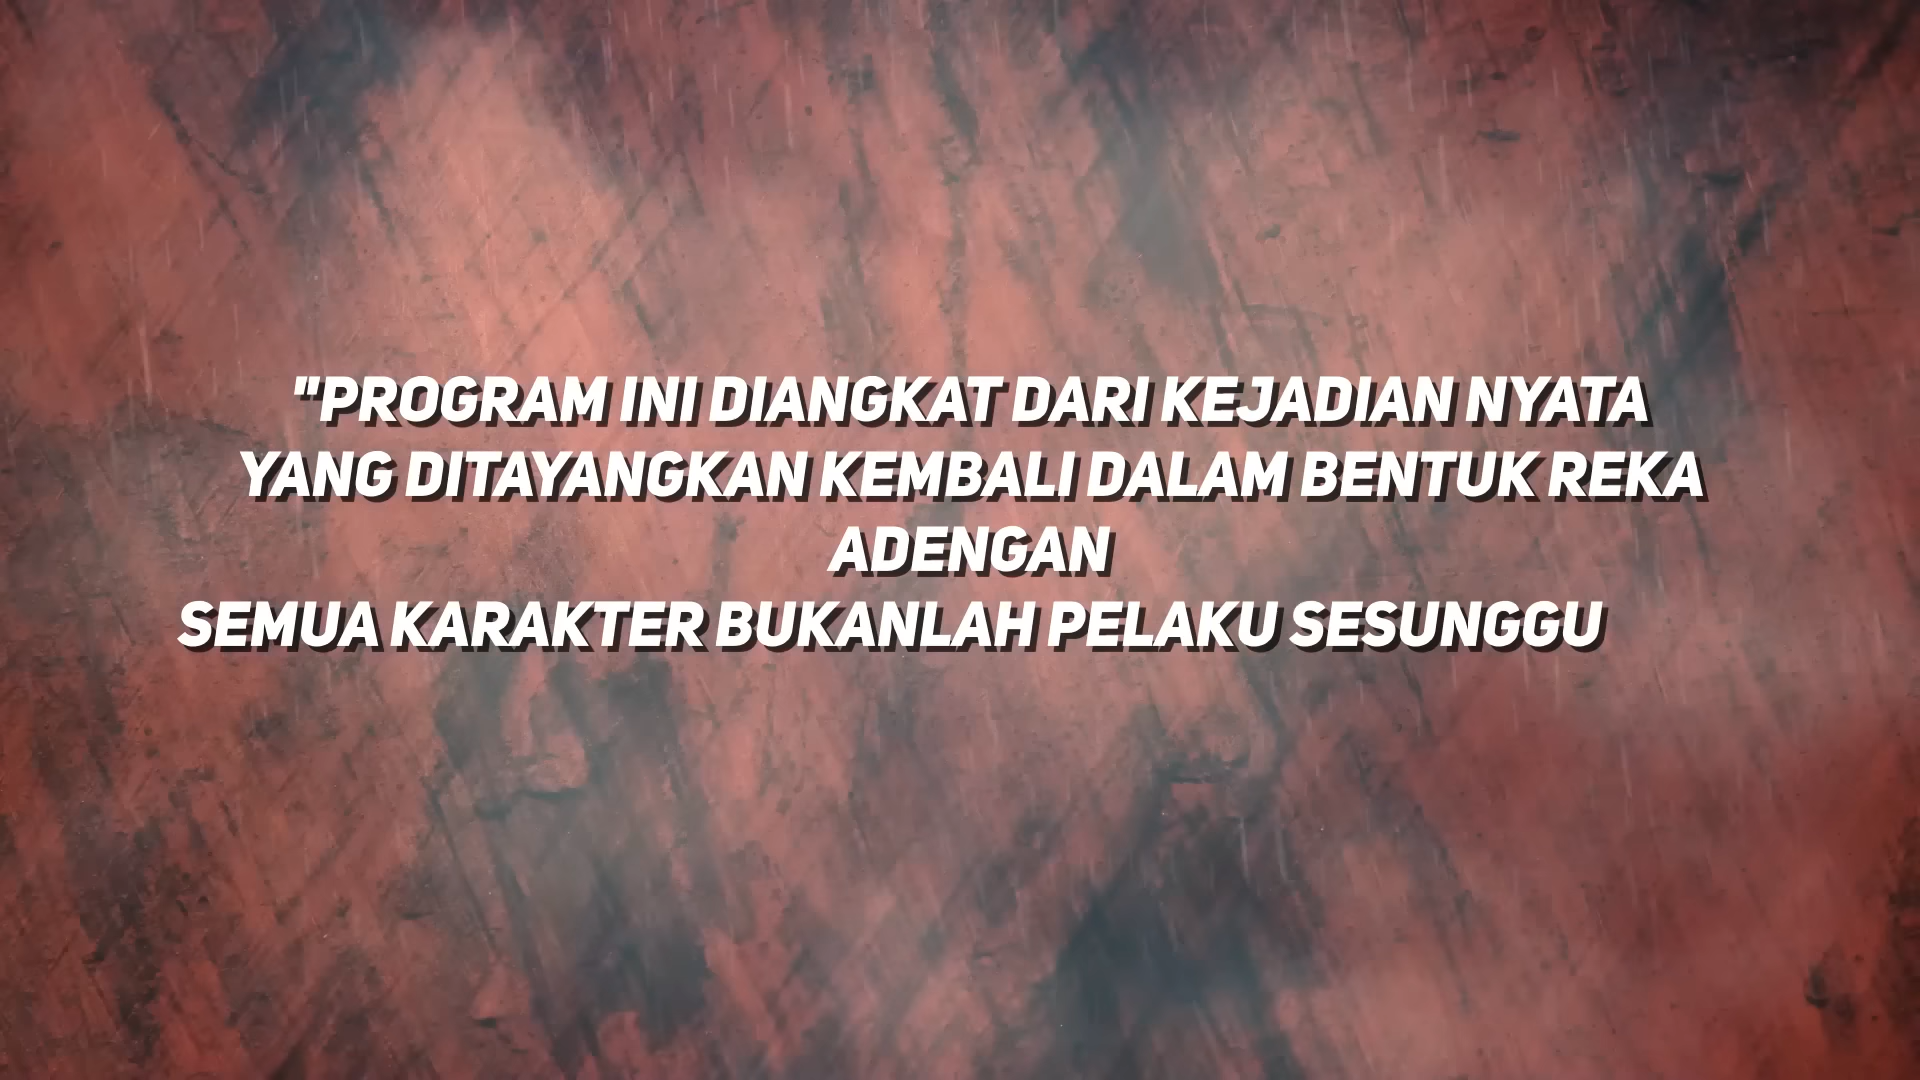 "PROGRAM INI DIANGKAT DARI KEJADIAN NYATA
YANG DITAYANGKAN KEMBALI DALAM BENTUK REKA
ADENGAN
SEMUA KARAKTER BUKANLAH PELAKU SESUNGGU